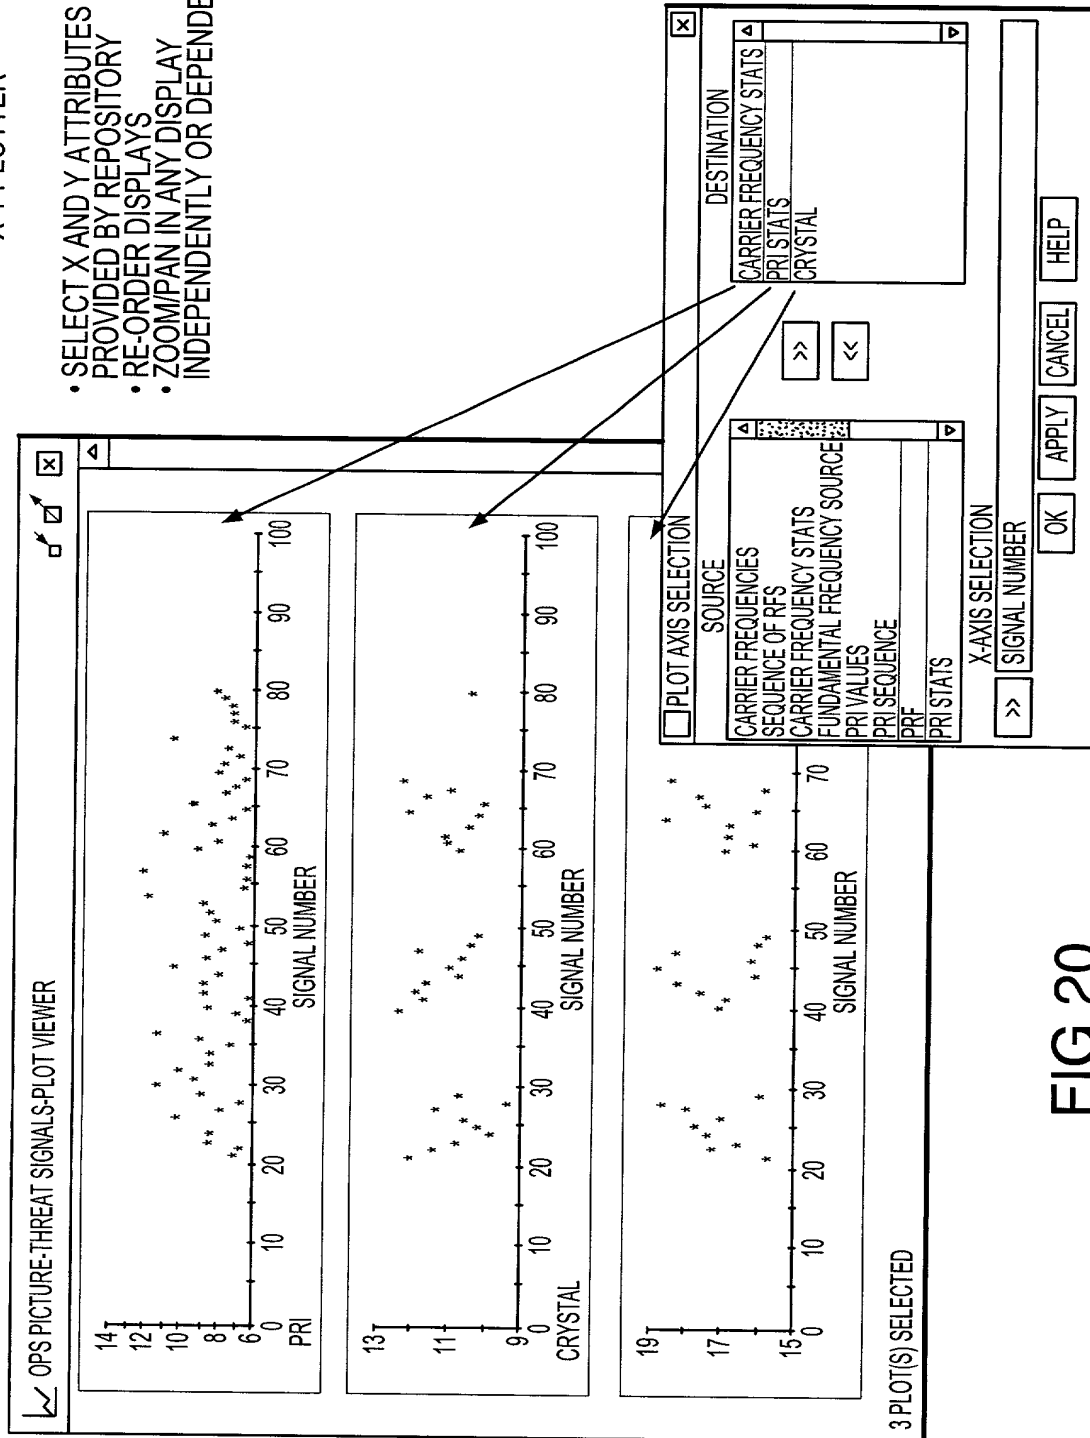 X-Y PLOTTER
• SELECT X AND Y ATTRIBUTES
PROVIDED BY REPOSITORY
• RE-ORDER DISPLAYS
• ZOOM/PAN IN ANY DISPLAY
INDEPENDENTLY OR
OPS PICTURE-THREAT SIGNALS-PLOT VIEWER
X
14
12
10
8
6
0 10 20 30 40 50 60 70 80 90 100
PRI
SIGNAL NUMBER
13
11
9
0 10 20 30 40 50 60 70 80 90 100
CRYSTAL
SIGNAL NUMBER
19
17
15
0 10 20 30 40 50 60 70
SIGNAL NUMBER
3 PLOT(S) SELECTED
PLOT AXIS SELECTION
X
SOURCE
CARRIER FREQUENCIES
SEQUENCE OF RFS
CARRIER FREQUENCY STATS
FUNDAMENTAL FREQUENCY SOURCE
PRI VALUES
PRI SEQUENCE
PRF
PRI STATS
>>
<<
DESTINATION
CARRIER FREQUENCY STATS
PRI STATS
CRYSTAL
X-AXIS SELECTION
>> SIGNAL NUMBER
OK APPLY CANCEL HELP
FIG 20